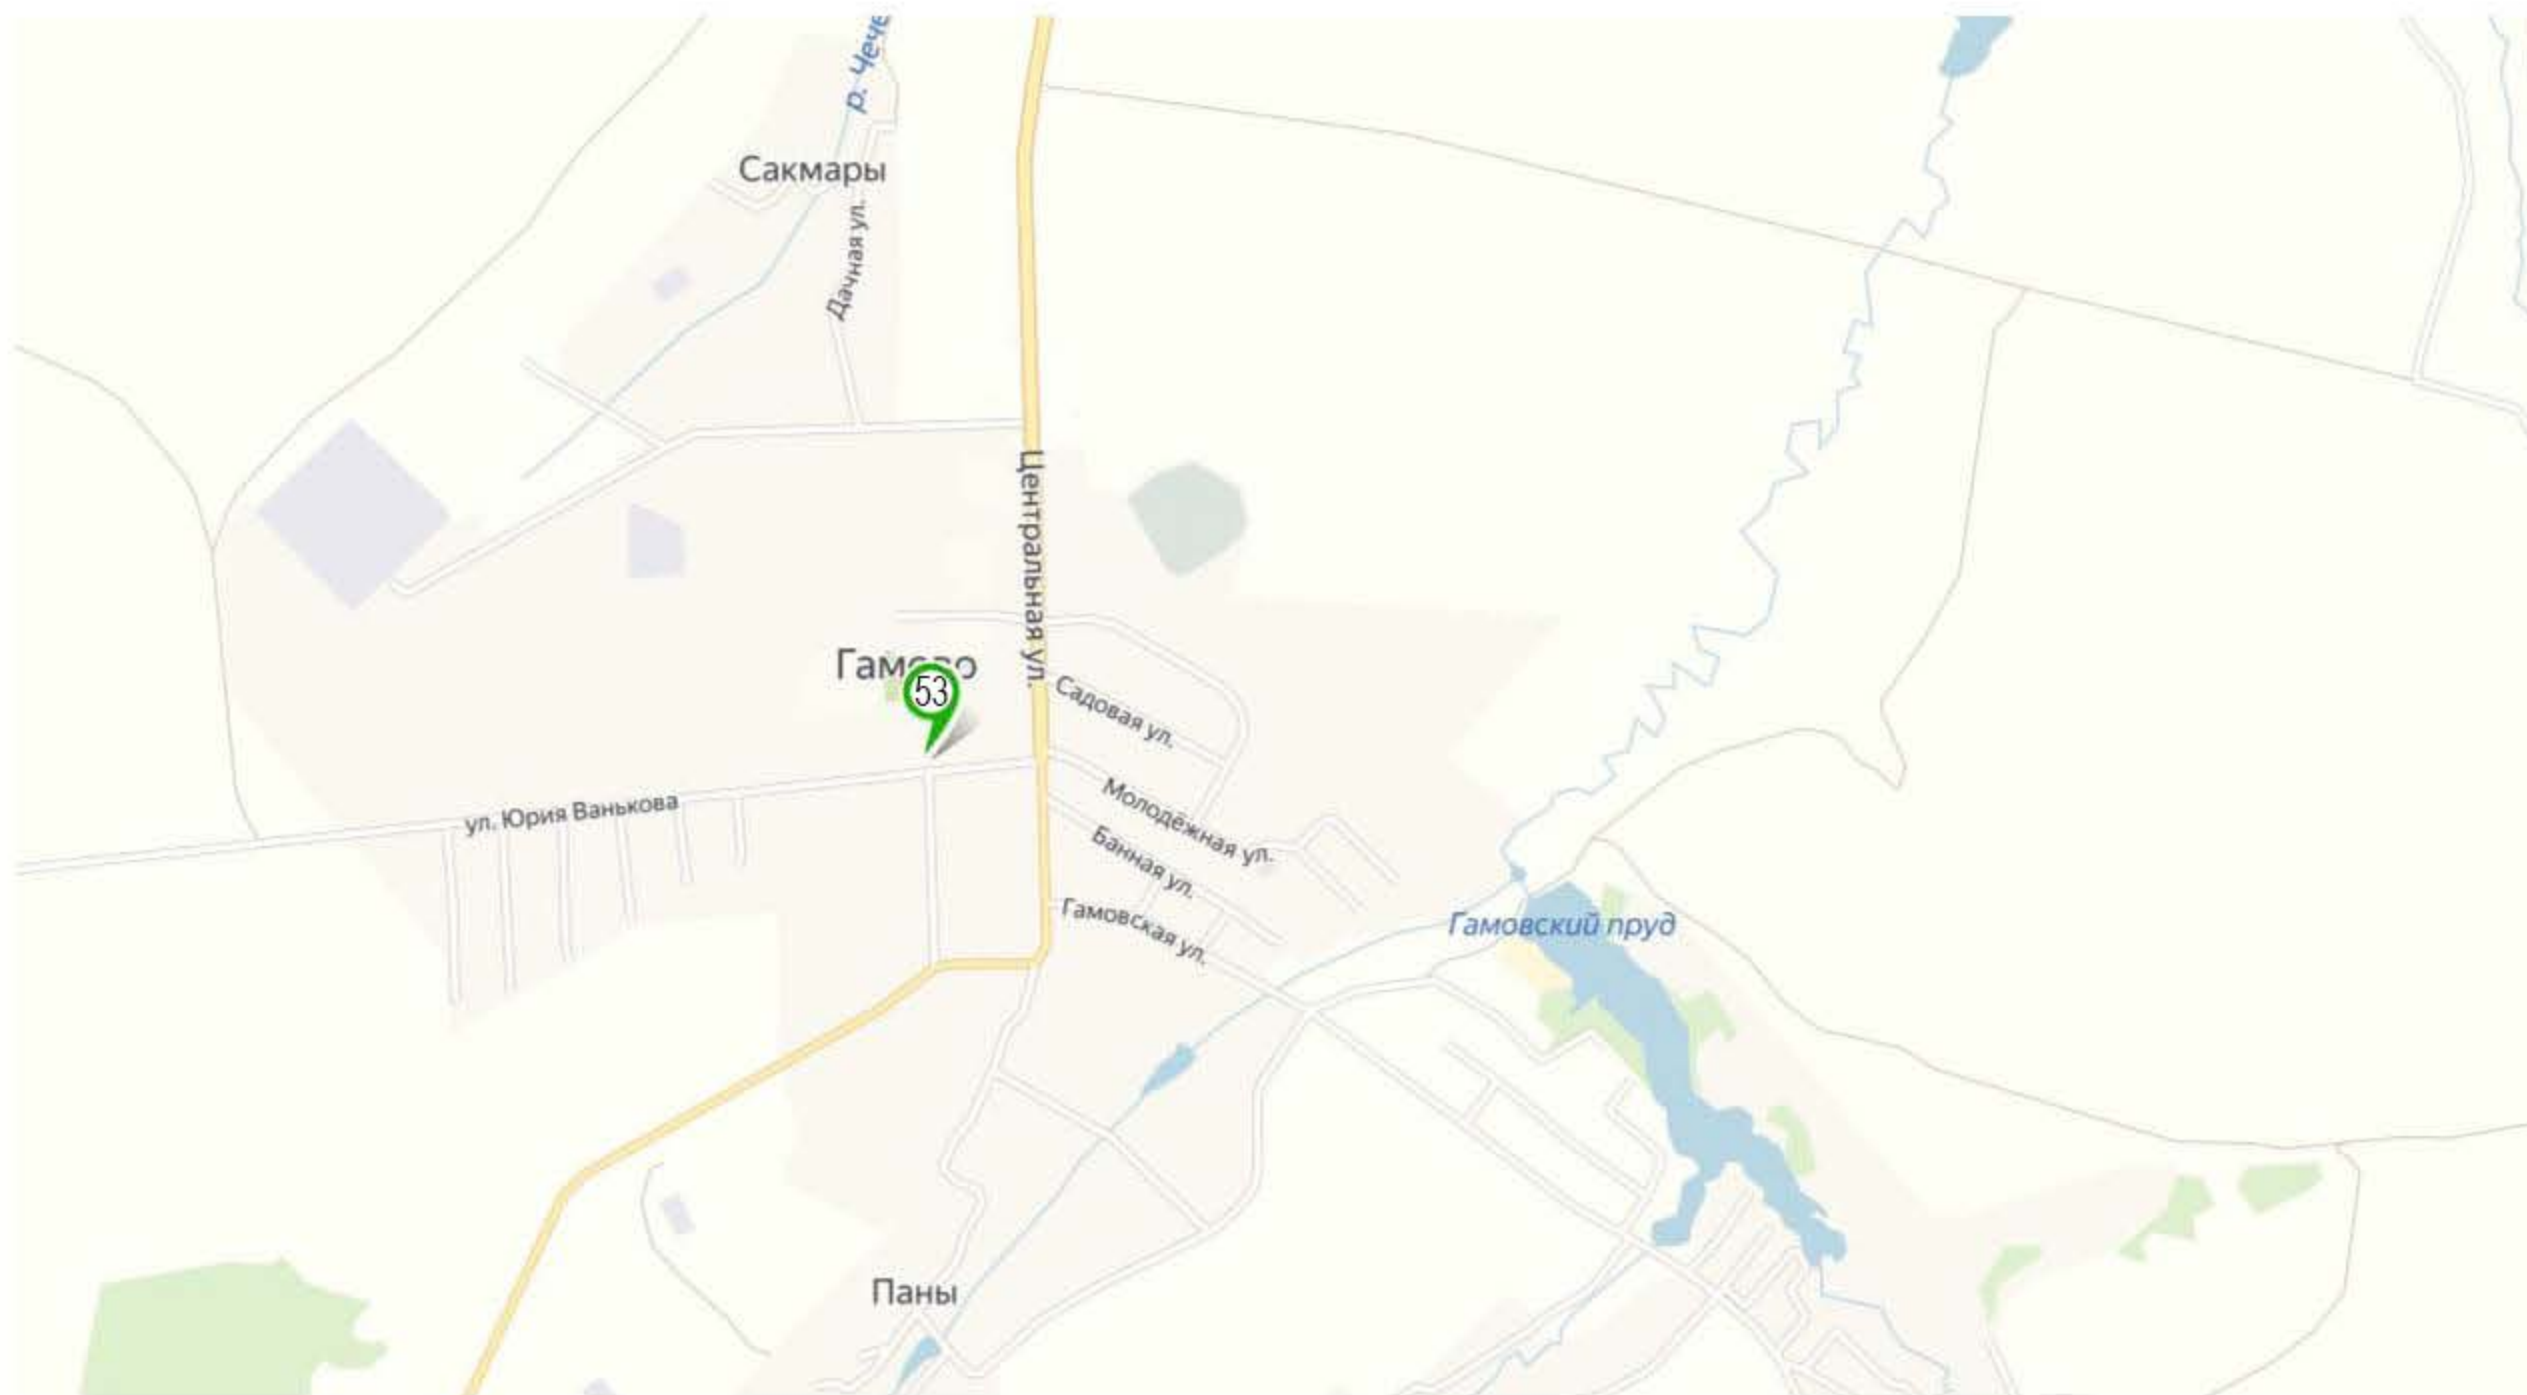 р. Чече
Сакмары
Дачная ул.
Центральная ул.
Гамово
53
Садовая ул.
Молодёжная ул.
ул. Юрия Ванькова
Банная ул.
Гамовская ул.
Гамовский пруд
Паны